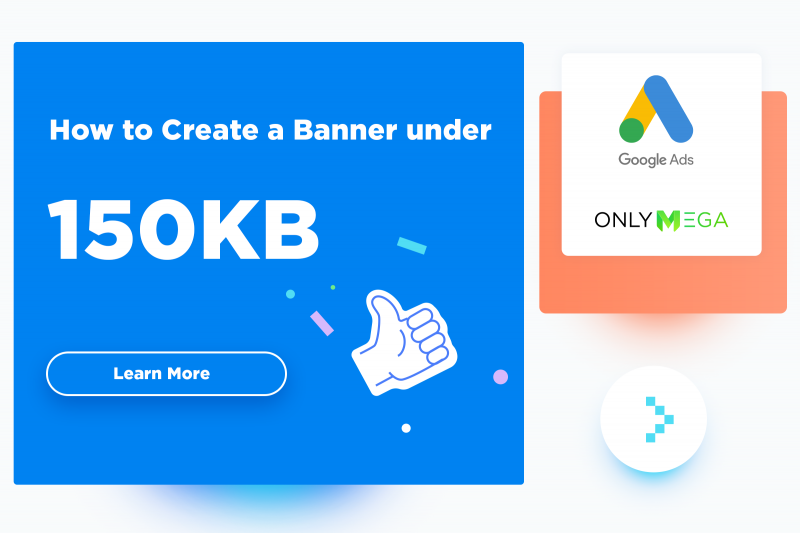 How to Create a Banner under
150KB
Learn More
Google Ads
ONLY MEGA